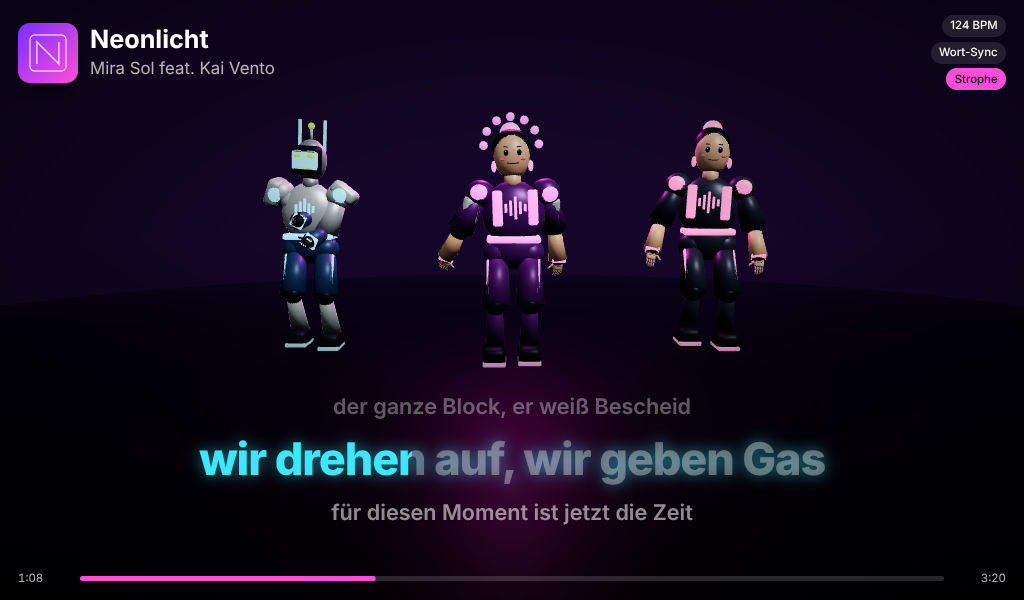 N
Neonlicht
Mira Sol feat. Kai Vento
124 BPM
Wort-Sync
Strophe
der ganze Block, er weiß Bescheid
wir drehen auf, wir geben Gas
für diesen Moment ist jetzt die Zeit
1:08
3:20